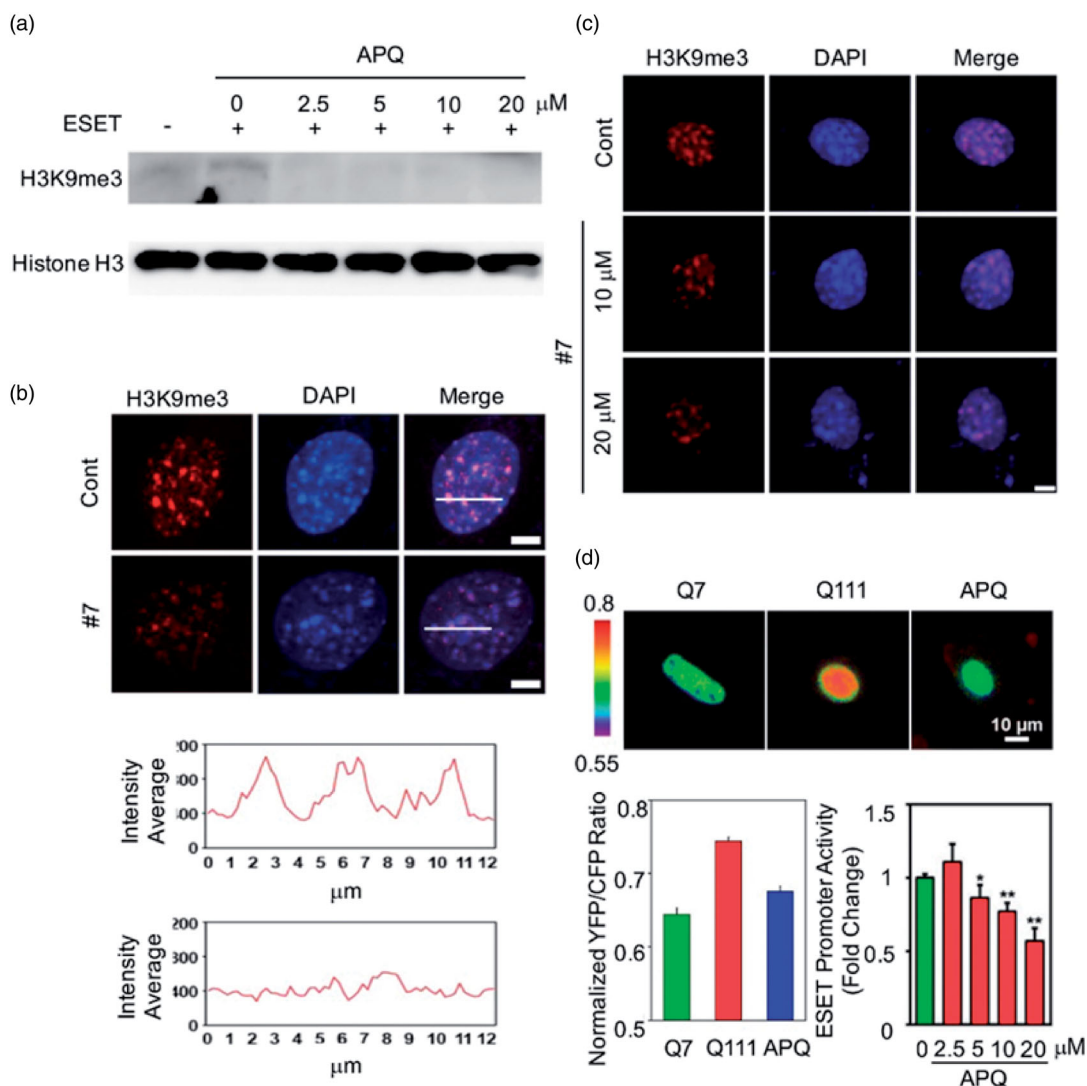 (a)
APQ
0 2.5 5 10 20 μM
ESET - + + + + +
H3K9me3
Histone H3
(b)
H3K9me3 DAPI Merge
Cont
#7
Intensity
Average
0
0 1 2 3 4 5 6 7 8 9 10 11 12
μm
Intensity
Average
0
0 1 2 3 4 5 6 7 8 9 10 11 12
μm
(c)
H3K9me3 DAPI Merge
Cont
10 μM
20 μM
#7
(d)
Q7 Q111 APQ
0.8
0.55
10 μm
Normalized YFP/CFP Ratio
0.8
0.7
0.6
0.5
Q7 Q111 APQ
ESET Promoter Activity
(Fold Change)
1.5
1
0.5
0
* ** **
0 2.5 5 10 20 μM
APQ